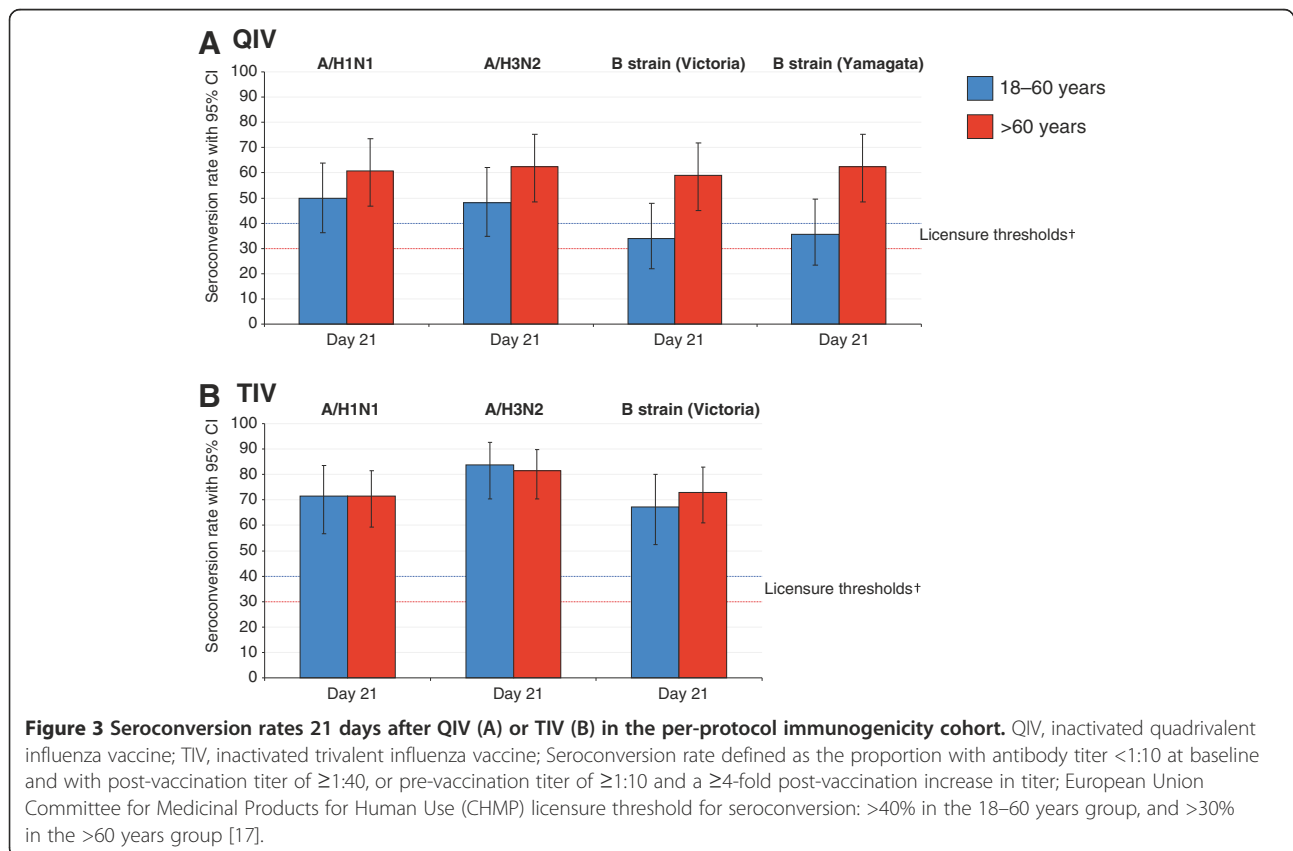 A QIV
A/H1N1 A/H3N2 B strain (Victoria) B strain (Yamagata)
Seroconversion rate with 95% CI
100
90
80
70
60
50
40
30
20
10
0
Day 21 Day 21 Day 21 Day 21
Licensure thresholds†
18–60 years
>60 years
B TIV
A/H1N1 A/H3N2 B strain (Victoria)
Seroconversion rate with 95% CI
100
90
80
70
60
50
40
30
20
10
0
Day 21 Day 21 Day 21
Licensure thresholds†
Figure 3 Seroconversion rates 21 days after QIV (A) or TIV (B) in the per-protocol immunogenicity cohort. QIV, inactivated quadrivalent
influenza vaccine; TIV, inactivated trivalent influenza vaccine; Seroconversion rate defined as the proportion with antibody titer <1:10 at baseline
and with post-vaccination titer of ≥1:40, or pre-vaccination titer of ≥1:10 and a ≥4-fold post-vaccination increase in titer; European Union
Committee for Medicinal Products for Human Use (CHMP) licensure threshold for seroconversion: >40% in the 18–60 years group, and >30%
in the >60 years group [17].